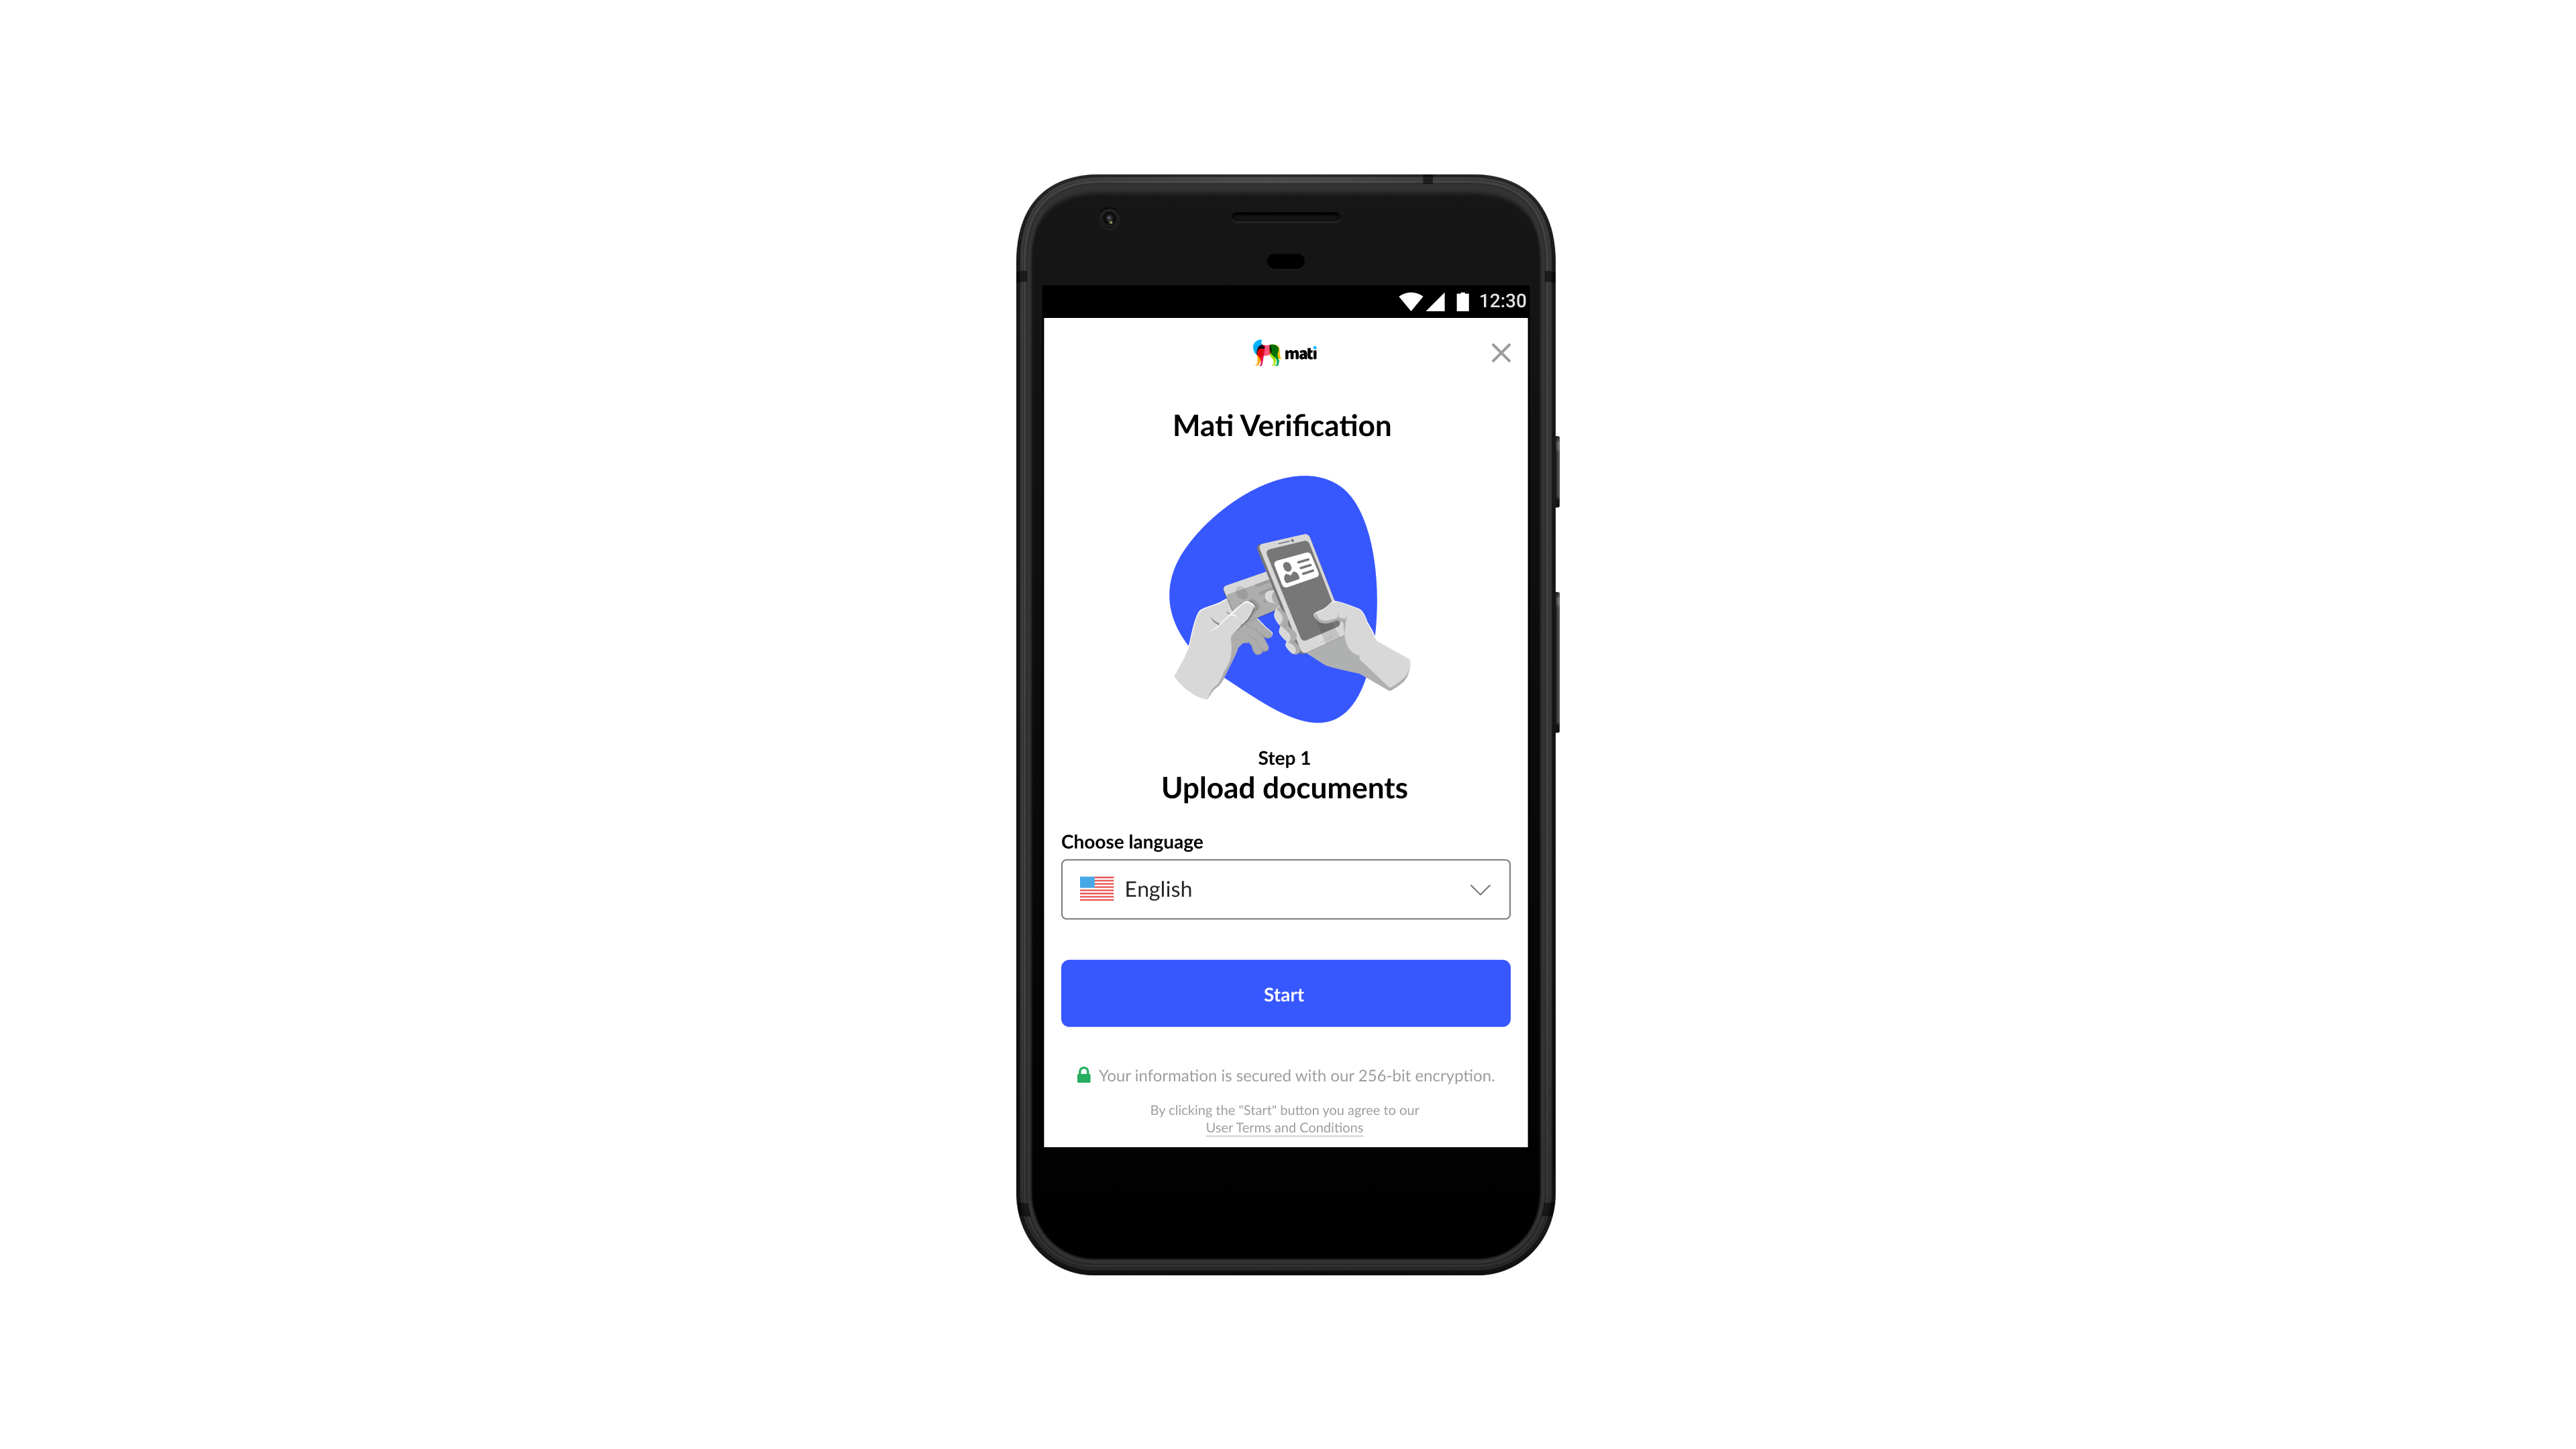 12:30
mati
Mati Verification
Step 1
Upload documents
Choose language
English
Start
Your information is secured with our 256-bit encryption.
By clicking the "Start" button you agree to our
User Terms and Conditions